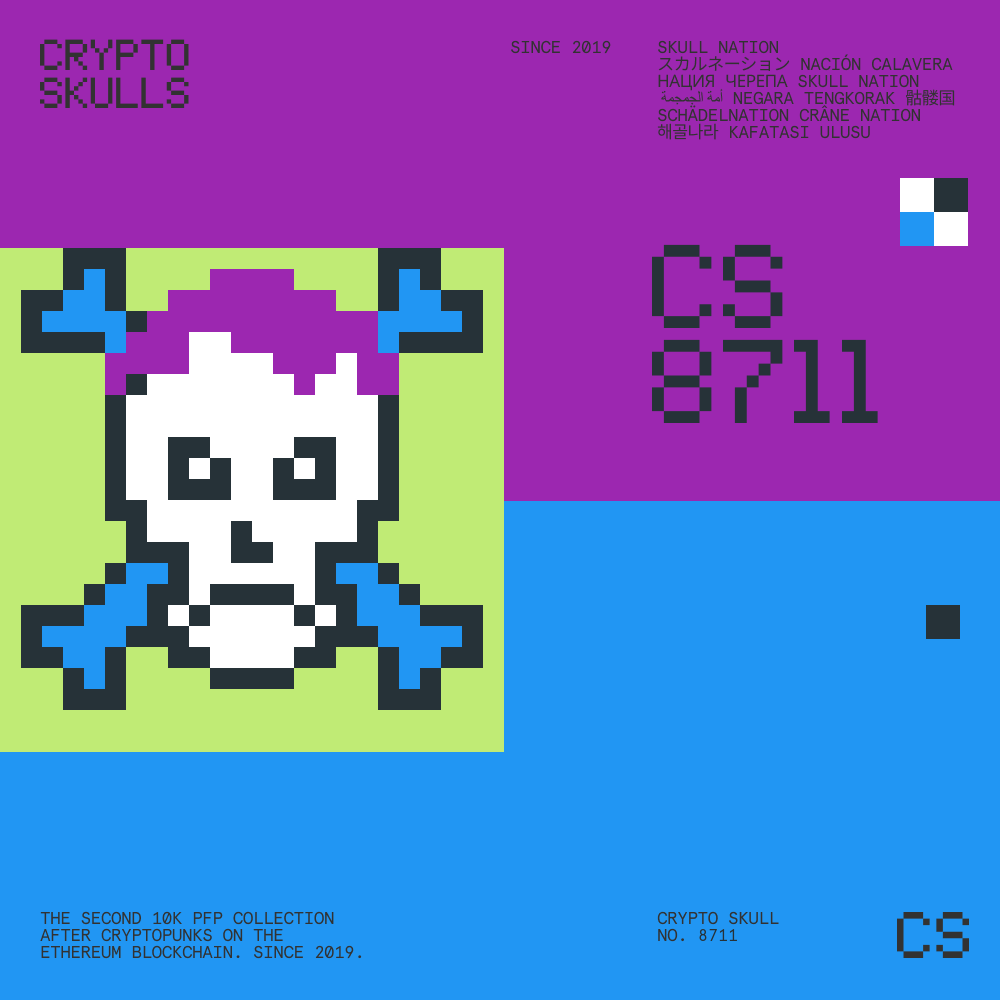 CRYPTO
SKULLS
SINCE 2019
SKULL NATION
スカルネーション NACIÓN CALAVERA
НАЦИЯ ЧЕРЕПА SKULL NATION
أمة الجمجمة NEGARA TENGKORAK 骷髅国
SCHÄDELNATION CRÂNE NATION
해골나라 KAFATASI ULUSU
CS
8711
THE SECOND 10K PFP COLLECTION
AFTER CRYPTOPUNKS ON THE
ETHEREUM BLOCKCHAIN. SINCE 2019.
CRYPTO SKULL
NO. 8711
CS